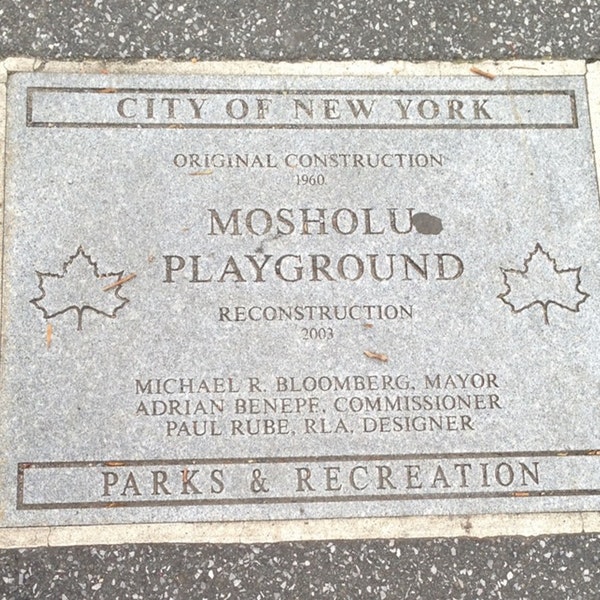 CITY OF NEW YORK
ORIGINAL CONSTRUCTION
1960
MOSHOLU
PLAYGROUND
RECONSTRUCTION
2003
MICHAEL R. BLOOMBERG, MAYOR
ADRIAN BENEPE, COMMISSIONER
PAUL RUBE, RLA, DESIGNER
PARKS & RECREATION